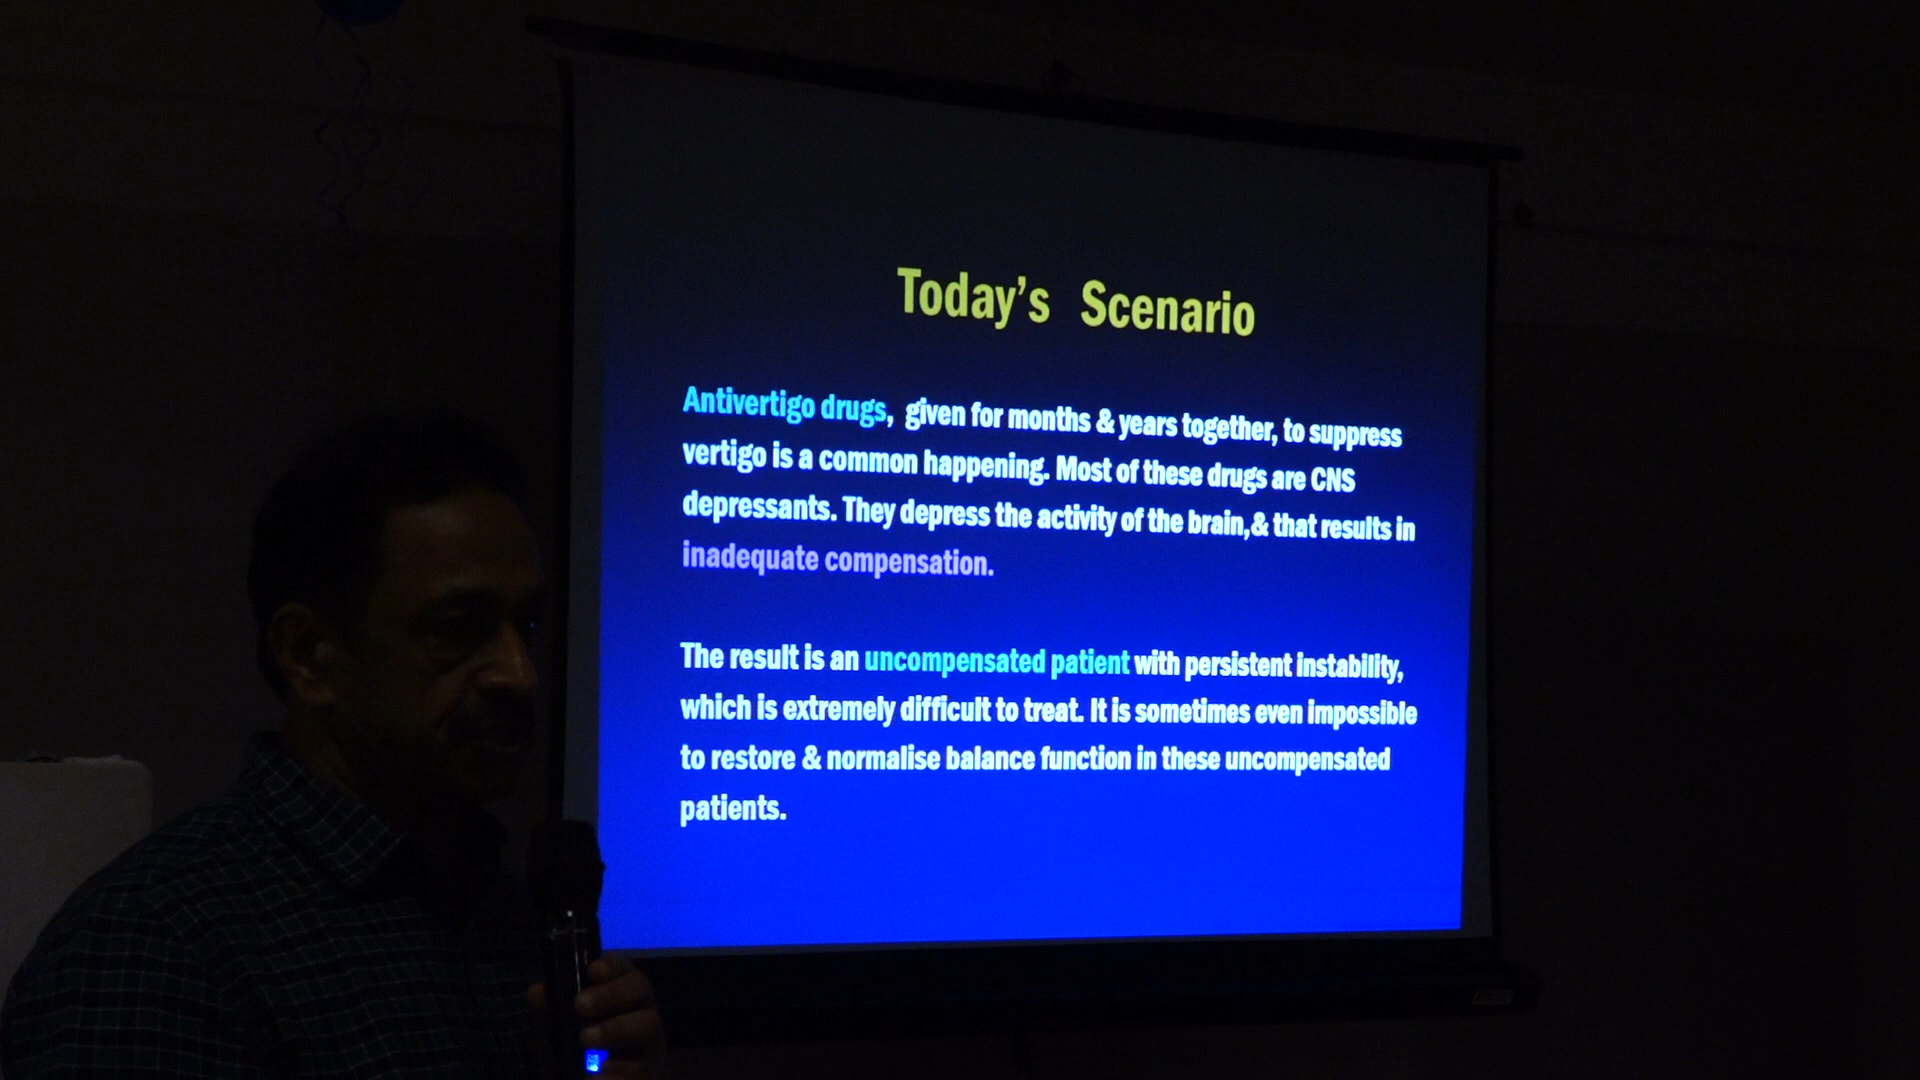 Today's Scenario
Antivertigo drugs, given for months & years together, to suppress
vertigo is a common happening. Most of these drugs are CNS
depressants. They depress the activity of the brain,& that results in
inadequate compensation.
The result is an uncompensated patient with persistent instability,
which is extremely difficult to treat. It is sometimes even impossible
to restore & normalise balance function in these uncompensated
patients.